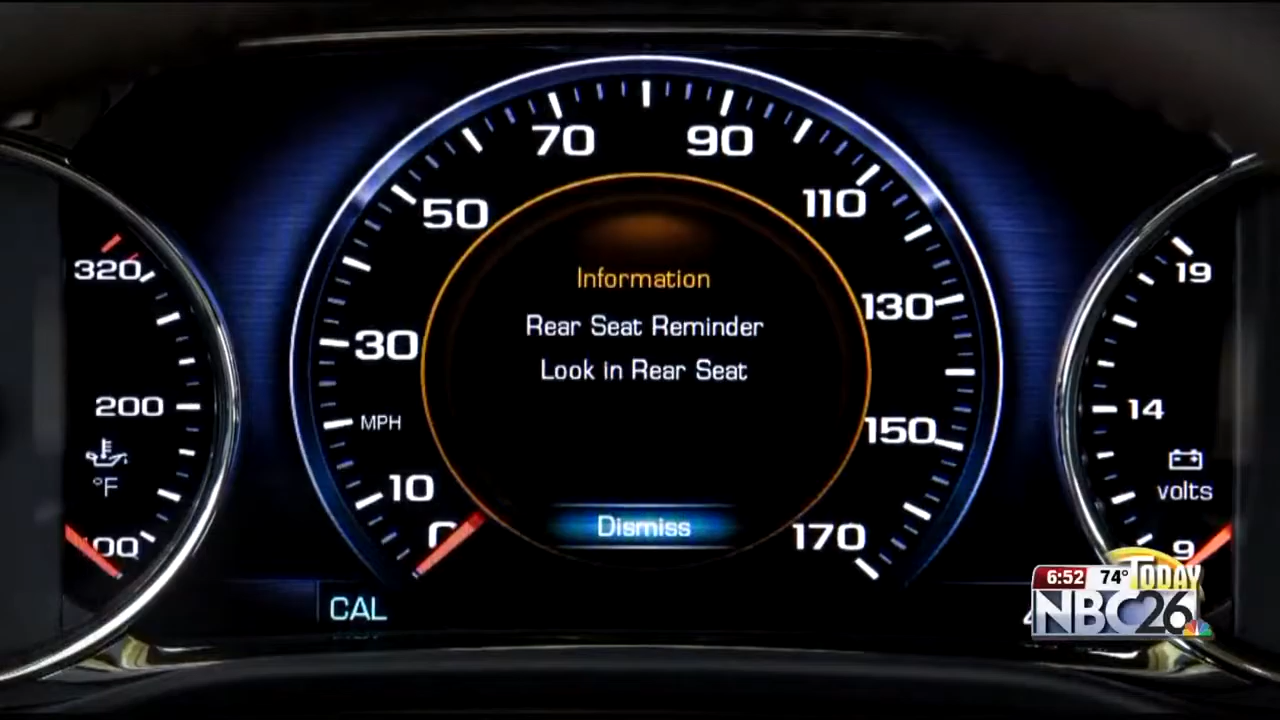 70
90
50
110
320
19
Information
130
Rear Seat Reminder
30
Look in Rear Seat
200
14
MPH
150
°F
10
volts
0
Dismiss
170
9
CAL
6:52 74° TODAY
NBC26